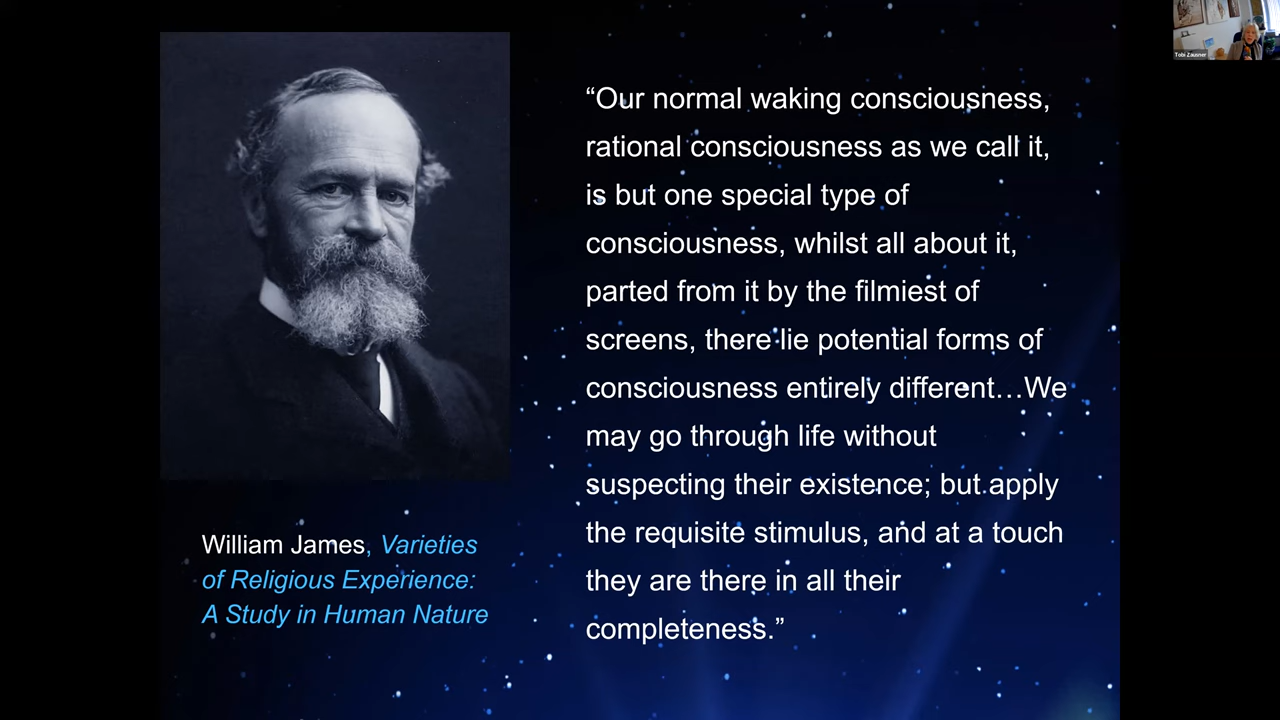 Tobi Zausner
“Our normal waking consciousness,
rational consciousness as we call it,
is but one special type of
consciousness, whilst all about it,
parted from it by the filmiest of
screens, there lie potential forms of
consciousness entirely different…We
may go through life without
suspecting their existence; but apply
the requisite stimulus, and at a touch
they are there in all their
completeness.”
William James, Varieties
of Religious Experience:
A Study in Human Nature